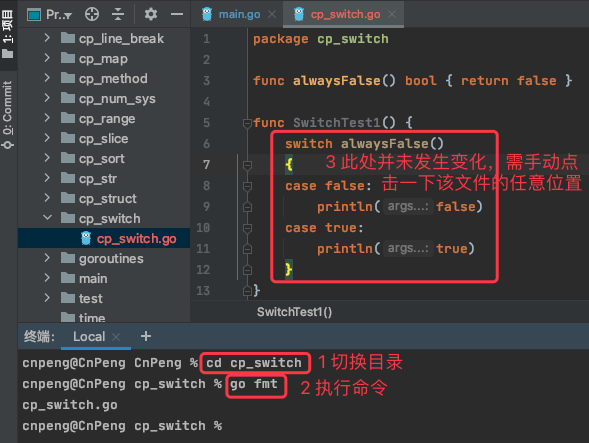 1: 项目
0: Commit
Pr...
main.go
cp_switch.go
cp_line_break
cp_map
cp_method
cp_num_sys
cp_range
cp_slice
cp_sort
cp_str
cp_struct
cp_switch
cp_switch.go
goroutines
main
test
time
1 package cp_switch
2
3 func alwaysFalse() bool { return false }
4
5 func SwitchTest1() {
6 switch alwaysFalse()
7 {
8 case false:
9 println( args...: false)
10 case true:
11 println( args...: true)
12 }
13 }
3 此处并未发生变化，需手动点
击一下该文件的任意位置
SwitchTest1()
终端: Local +
cnpeng@CnPeng CnPeng % cd cp_switch
1 切换目录
cnpeng@CnPeng cp_switch % go fmt
2 执行命令
cp_switch.go
cnpeng@CnPeng cp_switch %